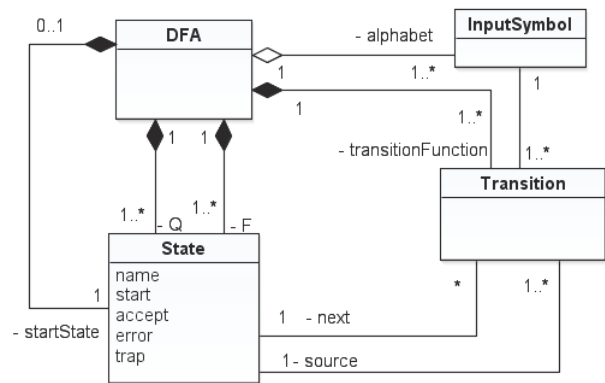 0..1
DFA
- alphabet
InputSymbol
1
1..*
1
1
1..*
- transitionFunction
1..*
1
1
1..*
1..*
- Q
- F
Transition
State
name
start
accept
error
trap
1
- startState
*
1..*
1
- next
1
- source